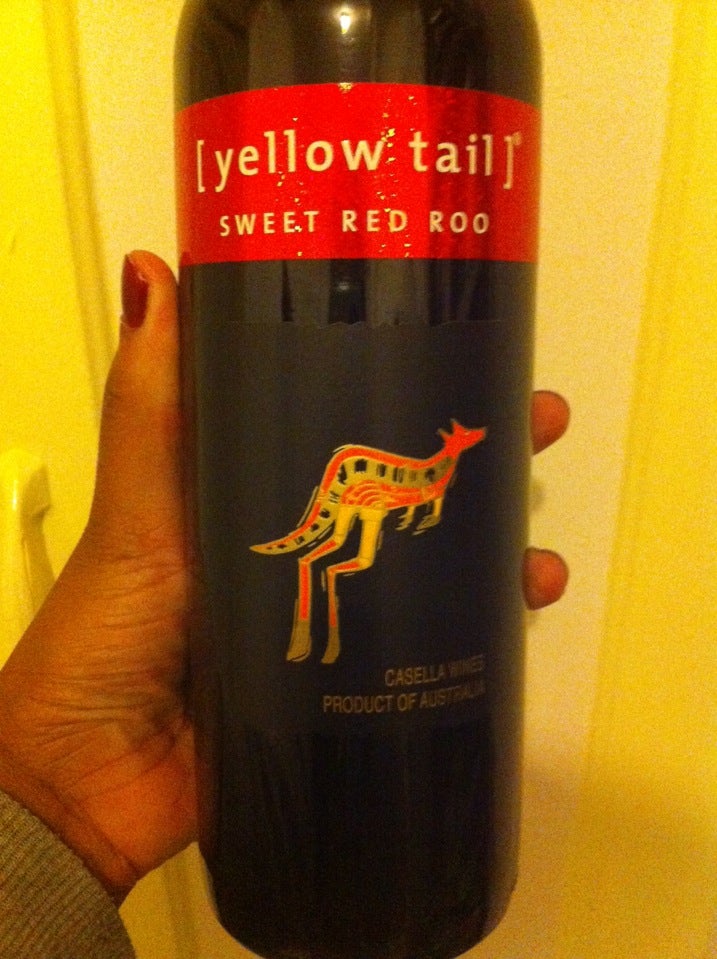 [ yellow tail ]®
SWEET RED ROO
CASELLA WINES
PRODUCT OF AUSTRALIA